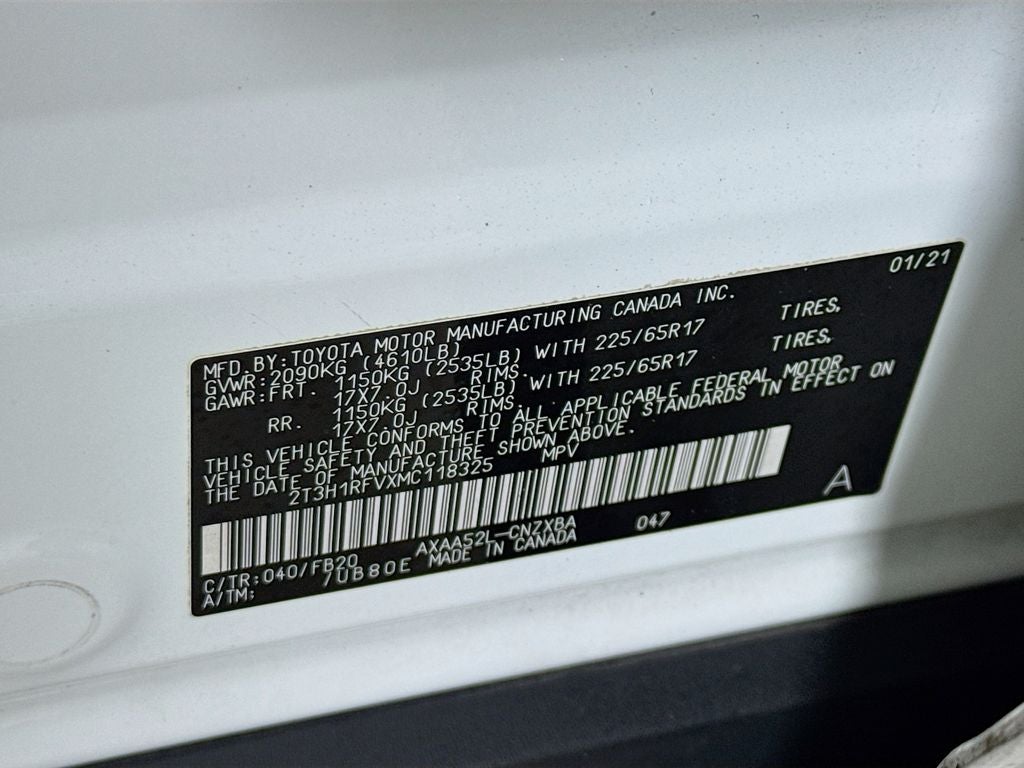 01/21
MFD.BY:TOYOTA MOTOR MANUFACTURING CANADA INC.
GVWR:2090KG (4610LB)
GAWR:FRT. 1150KG (2535LB) WITH 225/65R17 TIRES,
17X7.0J RIMS.
RR. 1150KG (2535LB) WITH 225/65R17 TIRES,
17X7.0J RIMS.
THIS VEHICLE CONFORMS TO ALL APPLICABLE FEDERAL MOTOR
VEHICLE SAFETY AND THEFT PREVENTION STANDARDS IN EFFECT ON
THE DATE OF MANUFACTURE SHOWN ABOVE.
2T3H1RFVXMC118325 MPV
A
C/TR:040/FB20 AXAA52L-CNZXBA 047
A/TM: /UB80E MADE IN CANADA